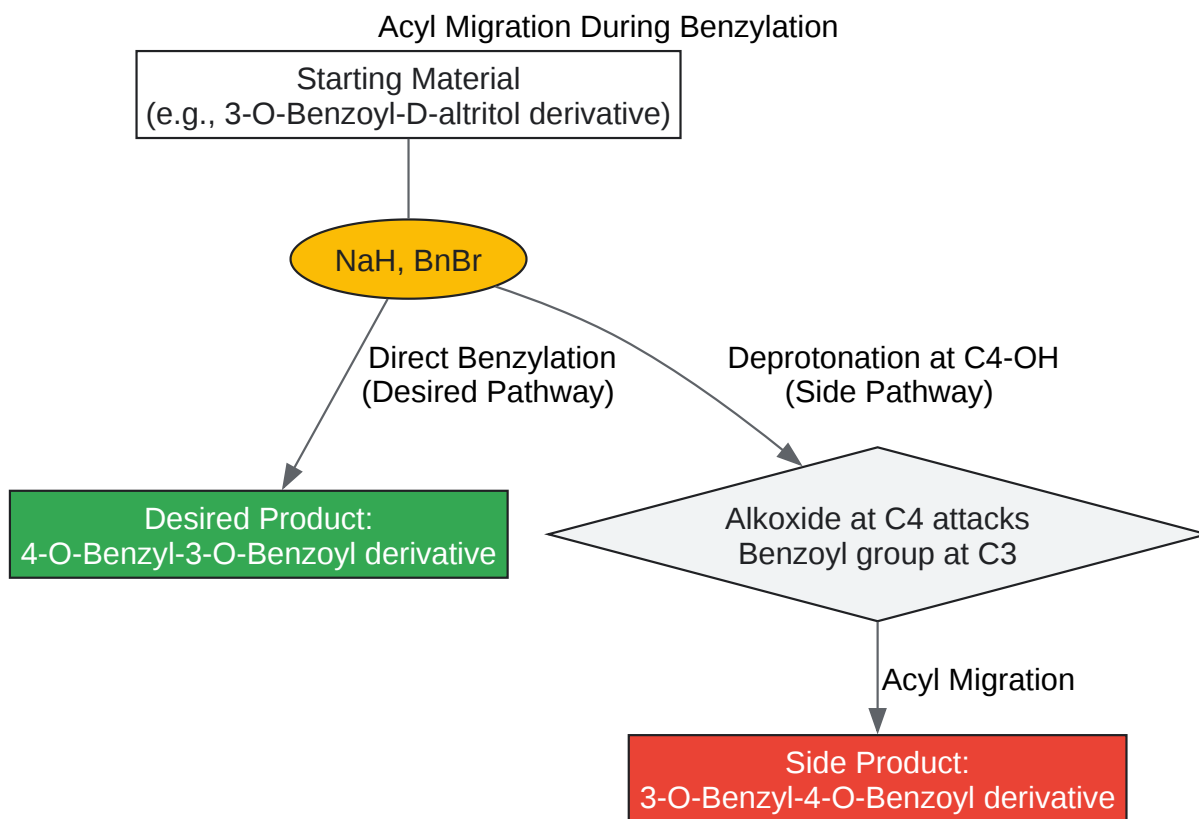 Acyl Migration During Benzylation
Starting Material
(e.g., 3-O-Benzoyl-D-altritol derivative)
NaH, BnBr
Direct Benzylation
(Desired Pathway)
Deprotonation at C4-OH
(Side Pathway)
Desired Product:
4-O-Benzyl-3-O-Benzoyl derivative
Alkoxide at C4 attacks
Benzoyl group at C3
Acyl Migration
Side Product:
3-O-Benzyl-4-O-Benzoyl derivative